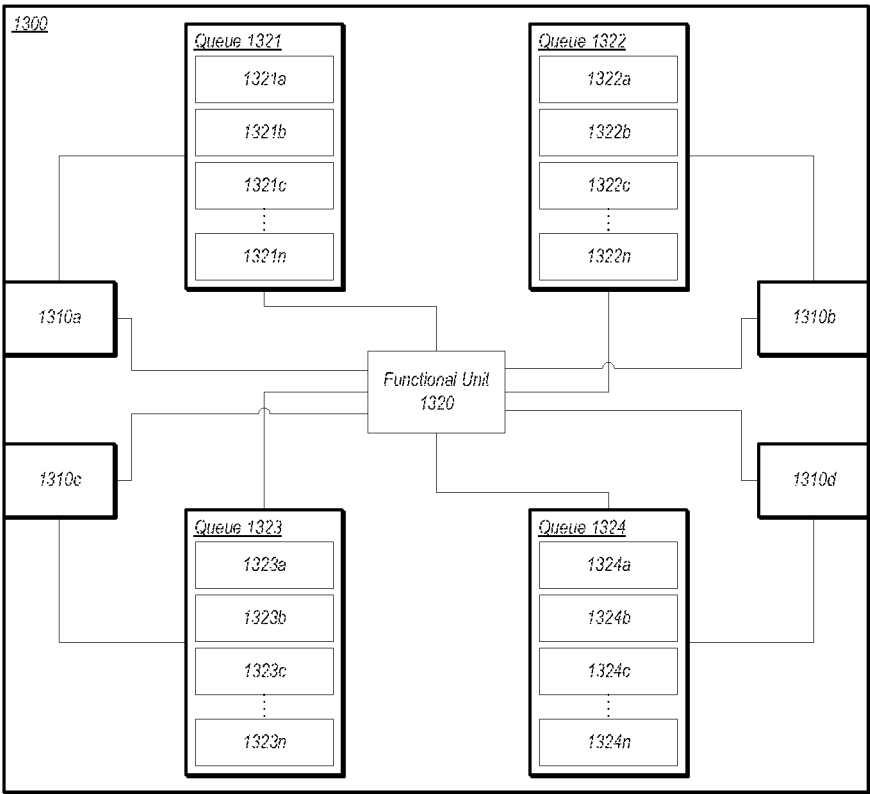 1300
Queue 1321
1321a
1321b
1321c
1321n
Queue 1322
1322a
1322b
1322c
1322n
1310a
1310b
Functional Unit
1320
1310c
1310d
Queue 1323
1323a
1323b
1323c
1323n
Queue 1324
1324a
1324b
1324c
1324n